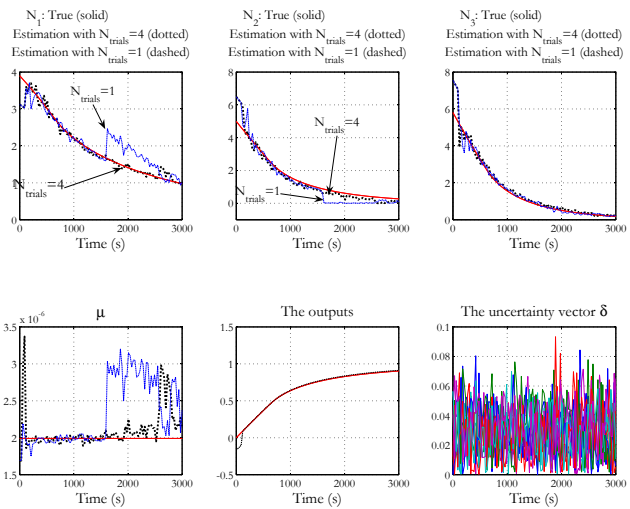 N1: True (solid)
Estimation with Ntrials=4 (dotted)
Estimation with Ntrials=1 (dashed)
4
3
2
1
0
Ntrials=1
Ntrials=4
0 1000 2000 3000
Time (s)
N2: True (solid)
Estimation with Ntrials=4 (dotted)
Estimation with Ntrials=1 (dashed)
8
6
4
2
0
Ntrials=4
Ntrials=1
0 1000 2000 3000
Time (s)
N3: True (solid)
Estimation with Ntrials=4 (dotted)
Estimation with Ntrials=1 (dashed)
8
6
4
2
0
0 1000 2000 3000
Time (s)
μ
x 10^-6
3.5
3
2.5
2
1.5
0 1000 2000 3000
Time (s)
The outputs
1.5
1
0.5
0
-0.5
0 1000 2000 3000
Time (s)
The uncertainty vector δ
0.1
0.08
0.06
0.04
0.02
0
0 1000 2000 3000
Time (s)